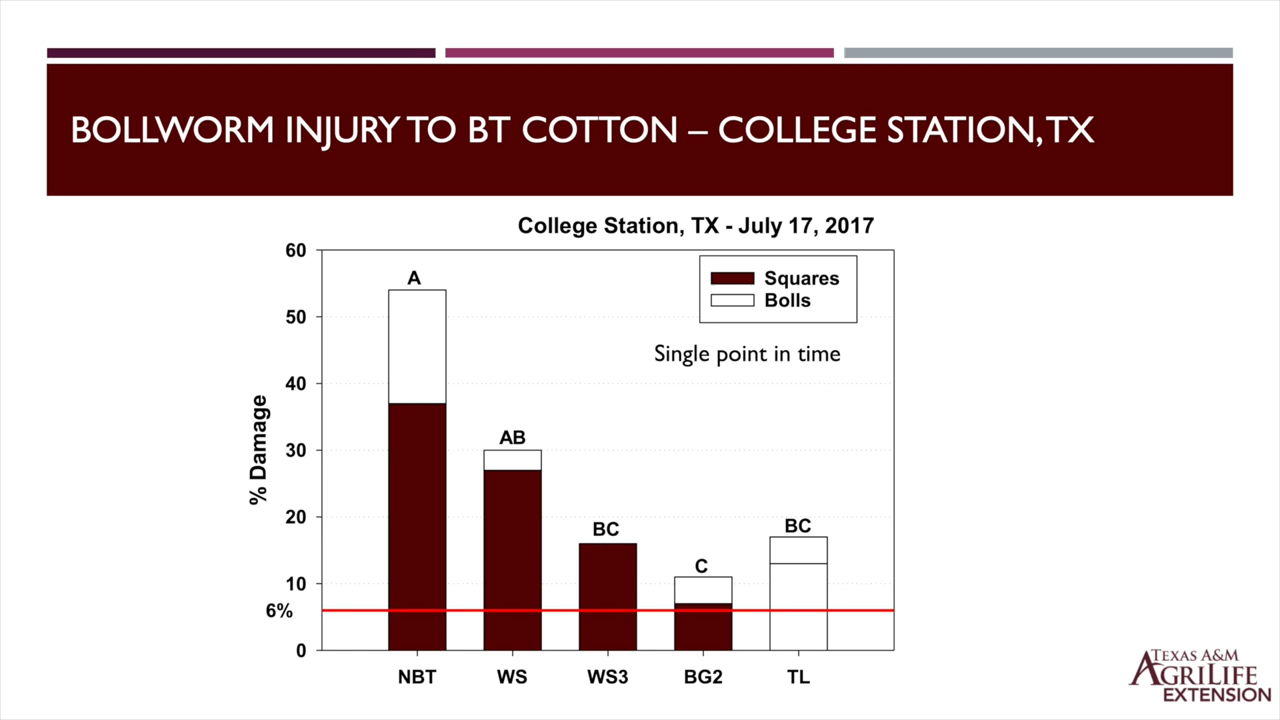 BOLLWORM INJURY TO BT COTTON – COLLEGE STATION, TX
College Station, TX - July 17, 2017
60
50
40
30
20
10
6%
0
% Damage
Squares
Bolls
Single point in time
A
AB
BC
C
BC
NBT
WS
WS3
BG2
TL
TEXAS A&M
AGRILIFE
EXTENSION